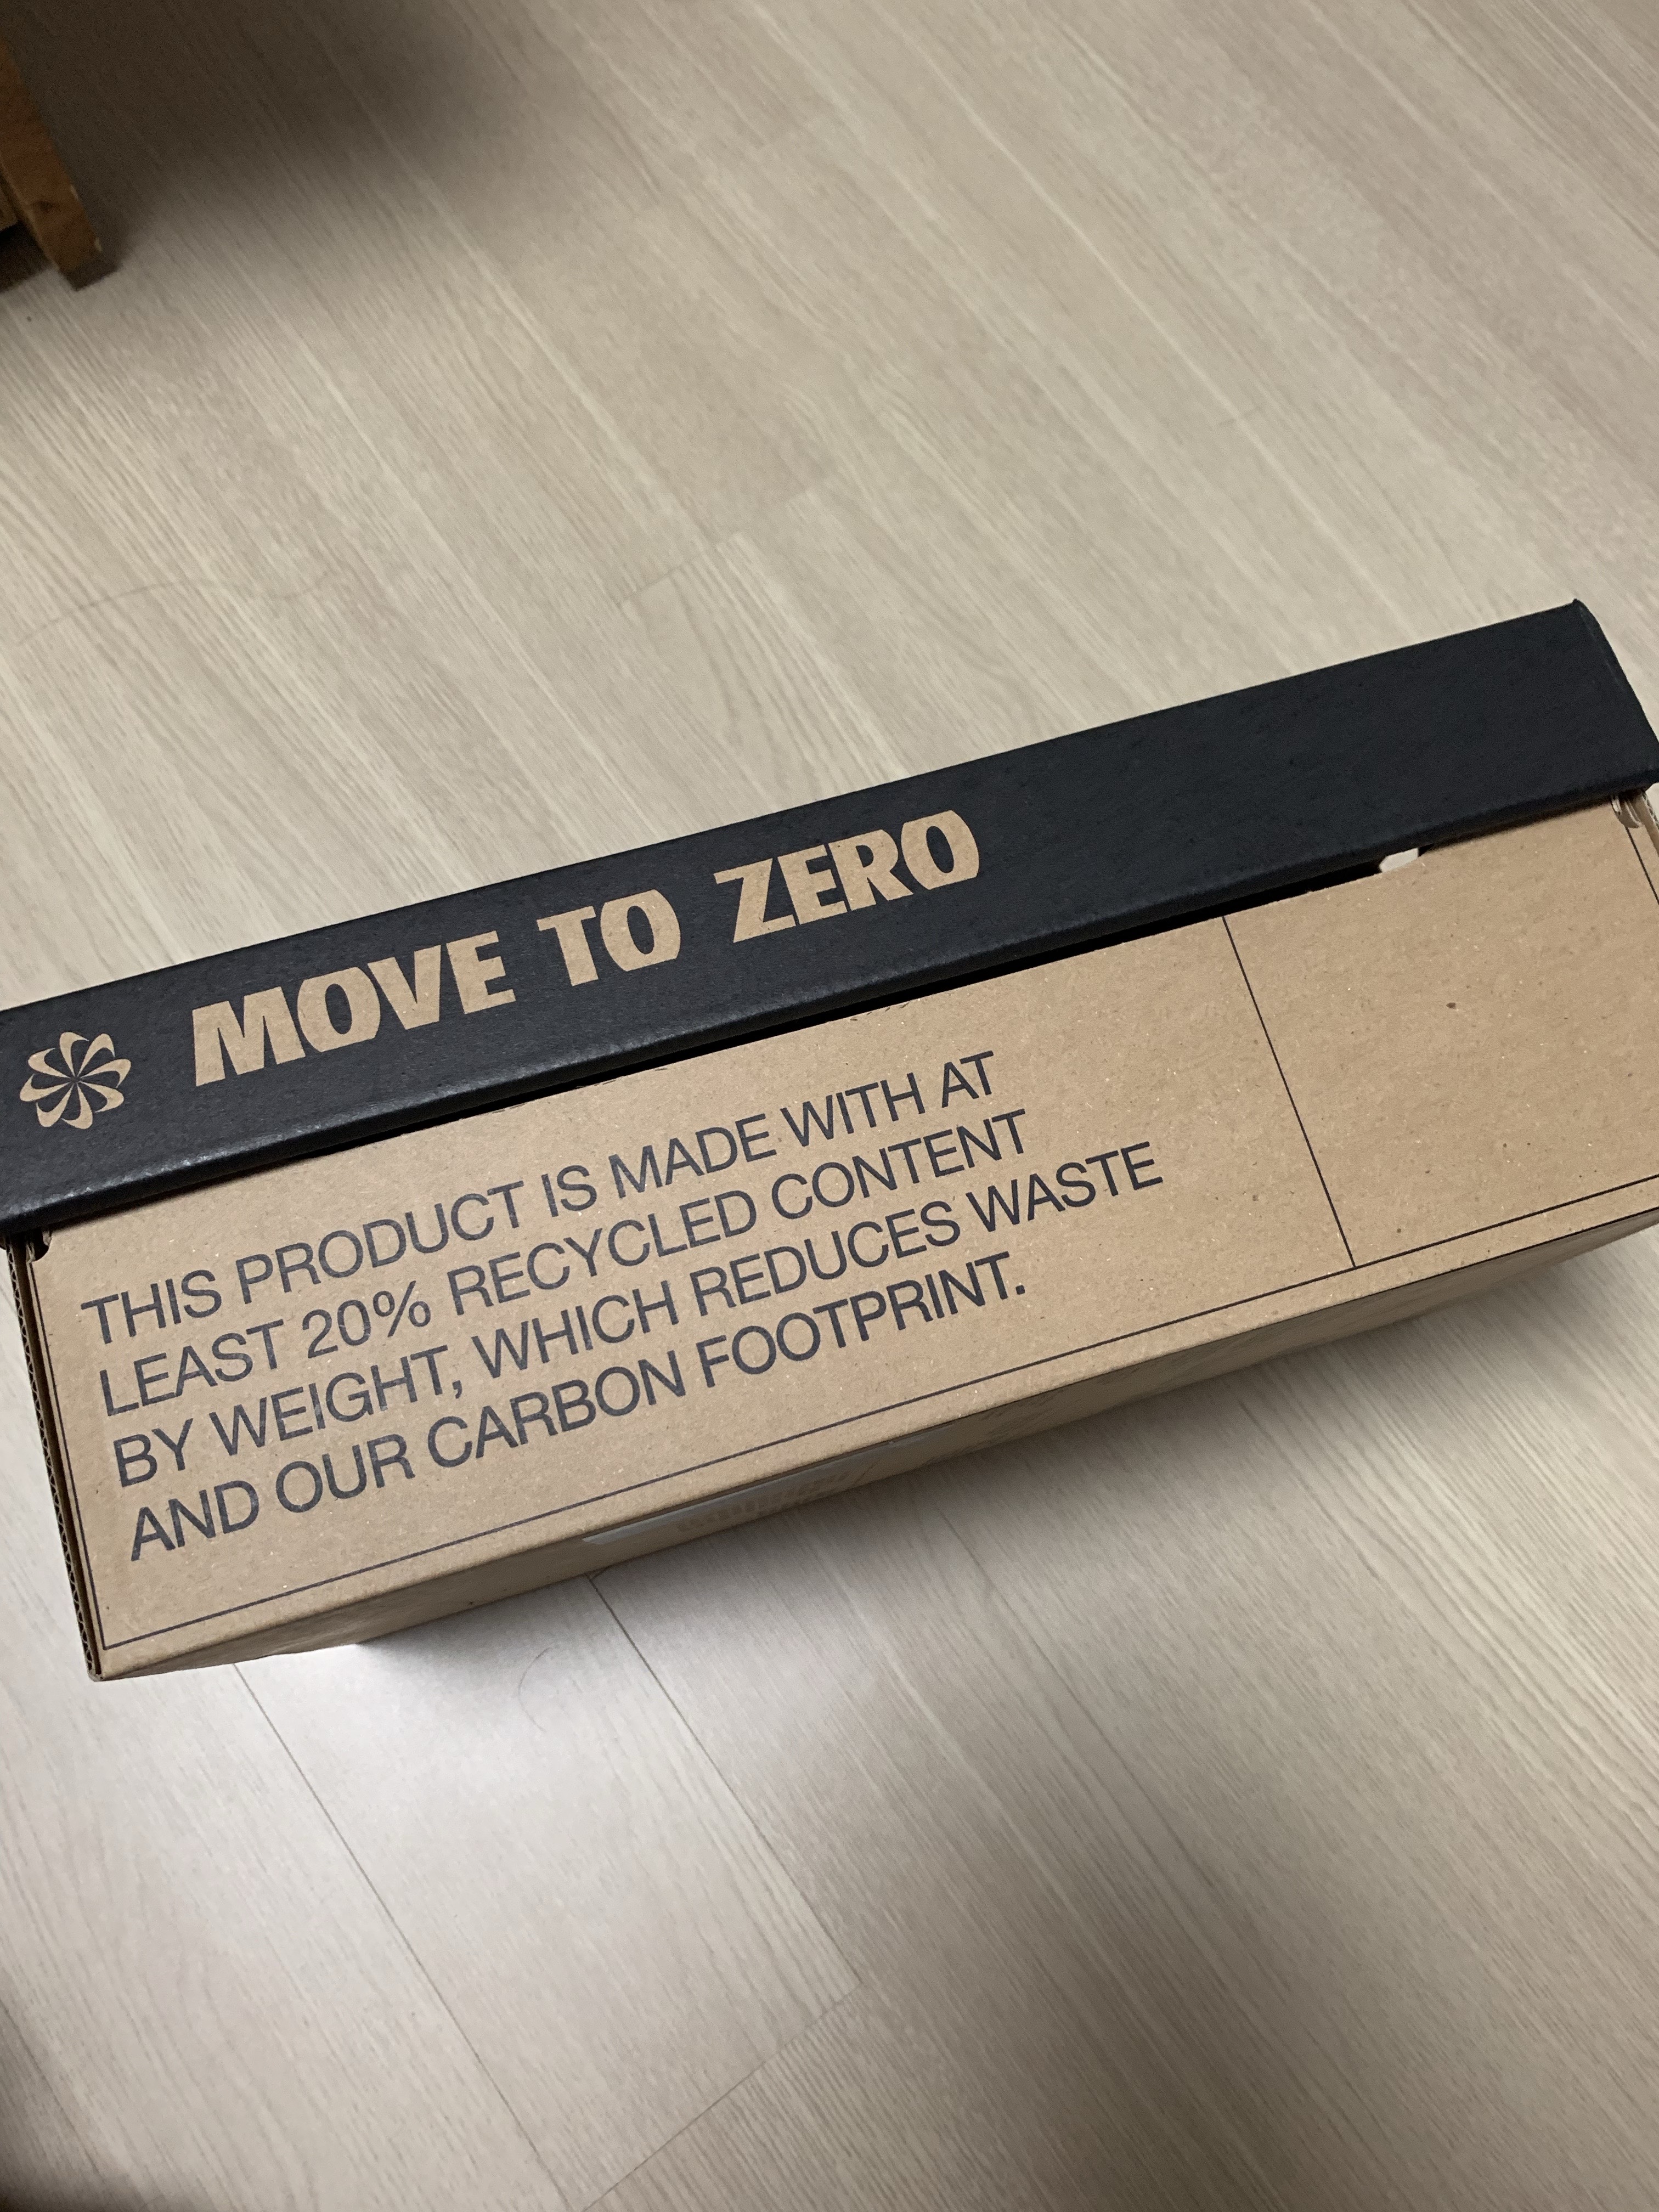 MOVE TO ZERO
THIS PRODUCT IS MADE WITH AT
LEAST 20% RECYCLED CONTENT
BY WEIGHT, WHICH REDUCES WASTE
AND OUR CARBON FOOTPRINT.